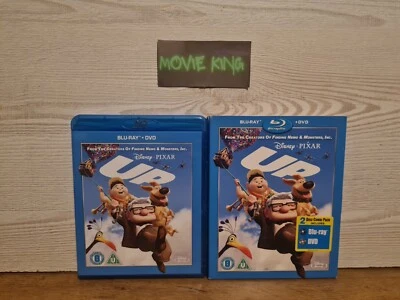 MOVIE KING
BLU-RAY + DVD
FROM THE CREATORS OF FINDING NEMO & MONSTERS, INC.
Disney · PIXAR
UP
U
U
BLU-RAY + DVD
FROM THE CREATORS OF FINDING NEMO & MONSTERS, INC.
Disney · PIXAR
UP
2 Disc Combo Pack
Blu-ray
DVD
U
U